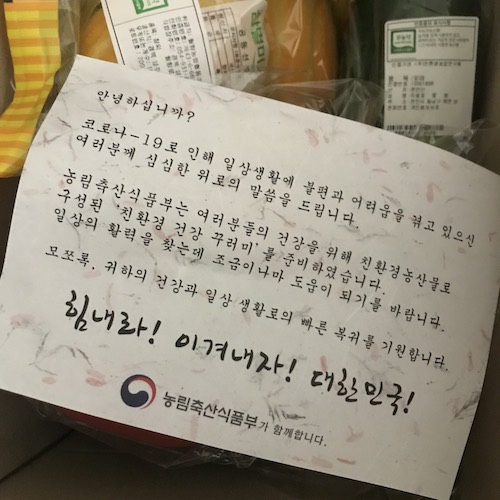 안녕하십니까?
코로나-19로 인해 일상생활에 불편과 어려움을 겪고 있으신
여러분께 심심한 위로의 말씀을 드립니다.
농림축산식품부는 여러분들의 건강을 위해 친환경농산물로
구성된 '친환경 건강 꾸러미'를 준비하였습니다.
일상의 활력을 찾는데 조금이나마 도움이 되기를 바랍니다.
모쪼록, 귀하의 건강과 일상 생활로의 빠른 복귀를 기원합니다.
힘내라! 이겨내자! 대한민국!
농림축산식품부가 함께합니다.